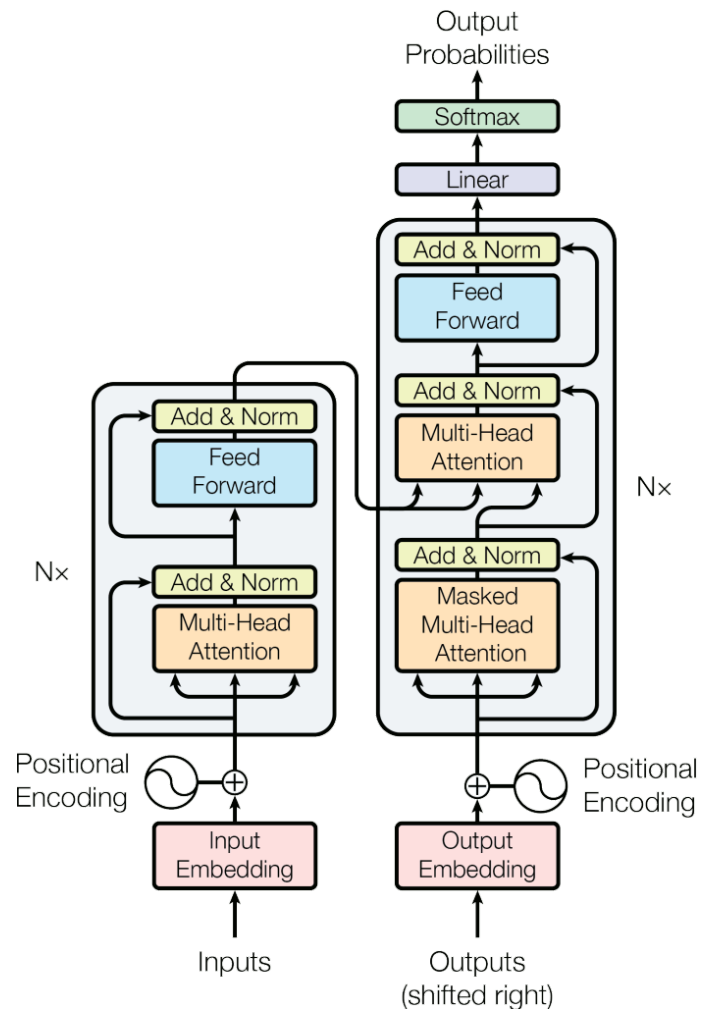 Output
Probabilities
Softmax
Linear
Add & Norm
Feed
Forward
Add & Norm
Multi-Head
Attention
Add & Norm
Masked
Multi-Head
Attention
Nx
Add & Norm
Feed
Forward
Add & Norm
Multi-Head
Attention
Nx
Positional
Encoding
Positional
Encoding
Input
Embedding
Output
Embedding
Inputs
Outputs
(shifted right)